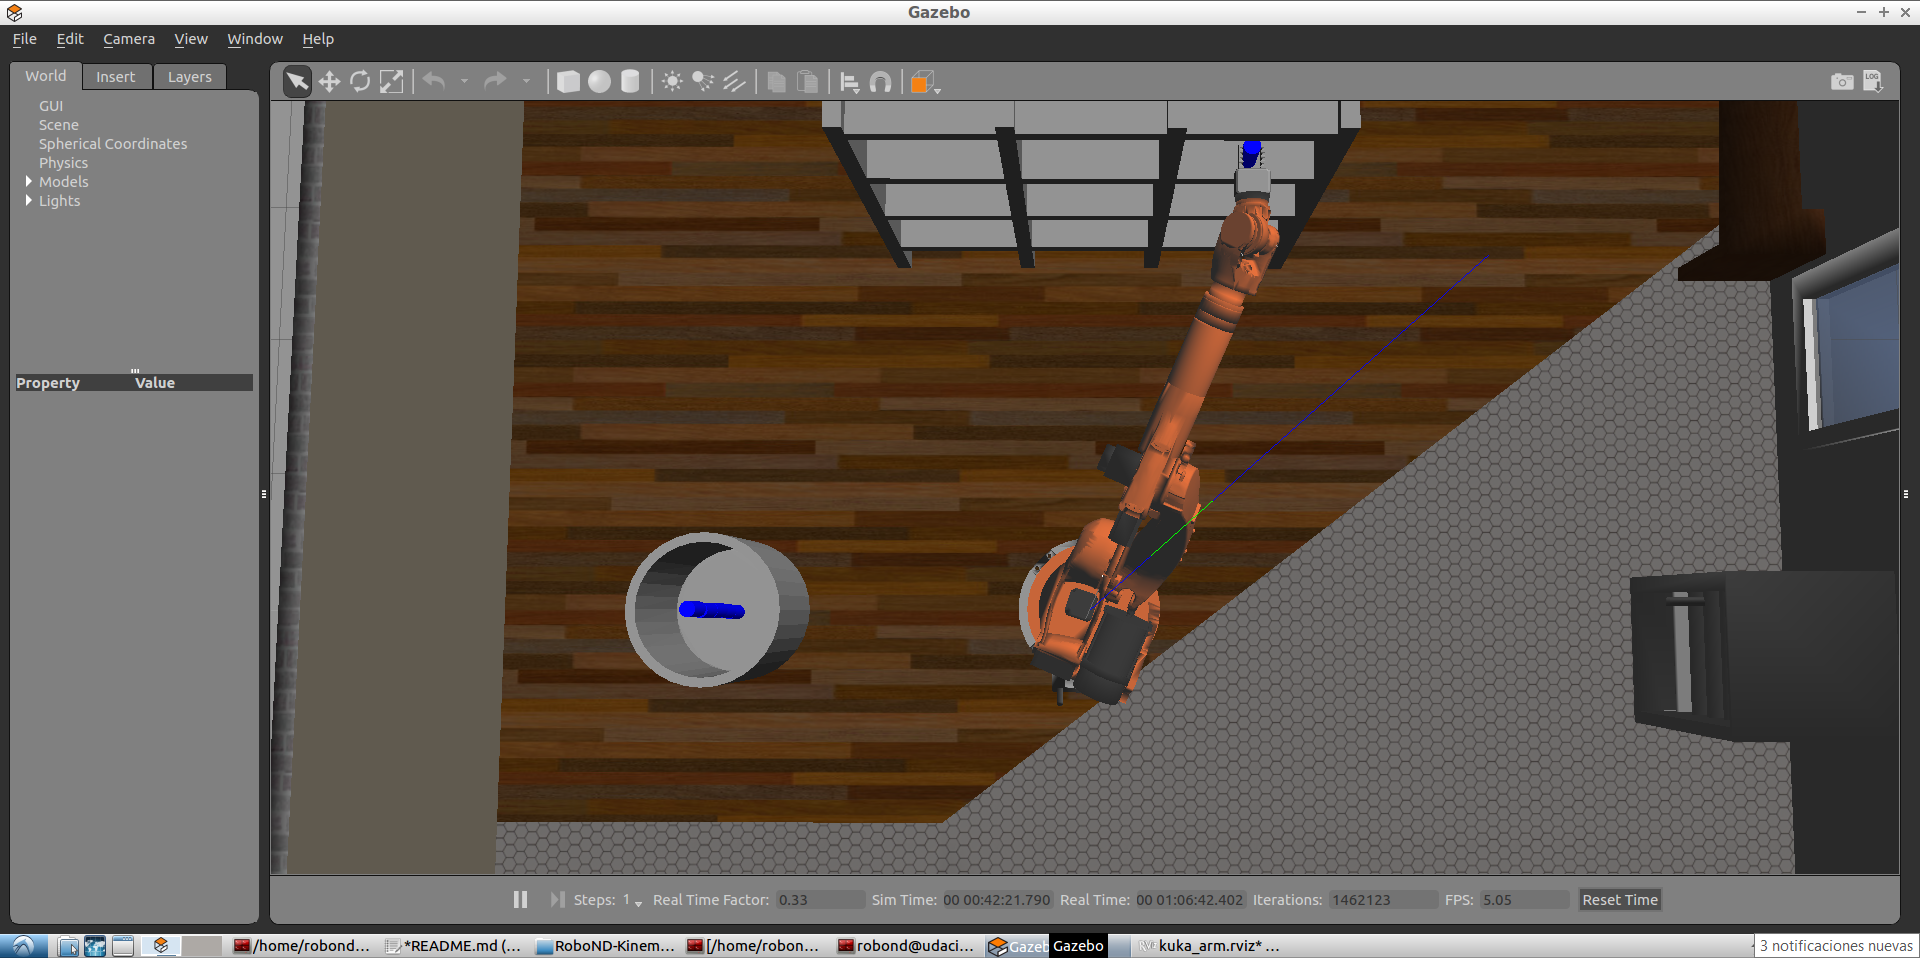 Gazebo
File Edit Camera View Window Help
World Insert Layers
GUI
Scene
Spherical Coordinates
Physics
Models
Lights
Property Value
LOG
Steps: 1 Real Time Factor: 0.33 Sim Time: 00 00:42:21.790 Real Time: 00 01:06:42.402 Iterations: 1462123 FPS: 5.05 Reset Time
/home/robond... *README.md (... RoboND-Kinem... [/home/robon... robond@udaci... Gazeb Gazebo RViz kuka_arm.rviz* ... 3 notificaciones nuevas